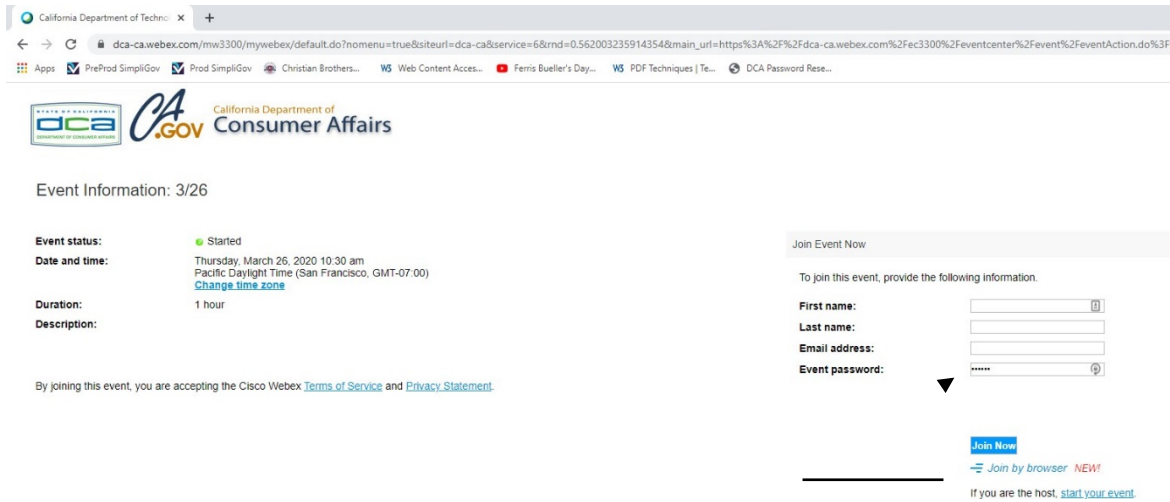 California Department of Techno
dca-ca.webex.com/mw3300/mywebex/default.do?nomenu=true&siteurl=dca-ca&service=6&rnd=0.562003235914354&main_url=https%3A%2F%2Fdca-ca.webex.com%2Fec3300%2Feventcenter%2Fevent%2FeventAction.do%3F
Apps PreProd SimpliGov Prod SimpliGov Christian Brothers... Web Content Acces... Ferris Bueller's Day... PDF Techniques | Te... DCA Password Rese...
STATE OF CALIFORNIA
dca
DEPARTMENT OF CONSUMER AFFAIRS
CA.GOV
California Department of
Consumer Affairs
Event Information: 3/26
Event status: Started
Date and time: Thursday, March 26, 2020 10:30 am
Pacific Daylight Time (San Francisco, GMT-07:00)
Change time zone
Duration: 1 hour
Description:
By joining this event, you are accepting the Cisco Webex Terms of Service and Privacy Statement.
Join Event Now
To join this event, provide the following information.
First name:
Last name:
Email address:
Event password: ••••••
Join Now
Join by browser NEW!
If you are the host, start your event.